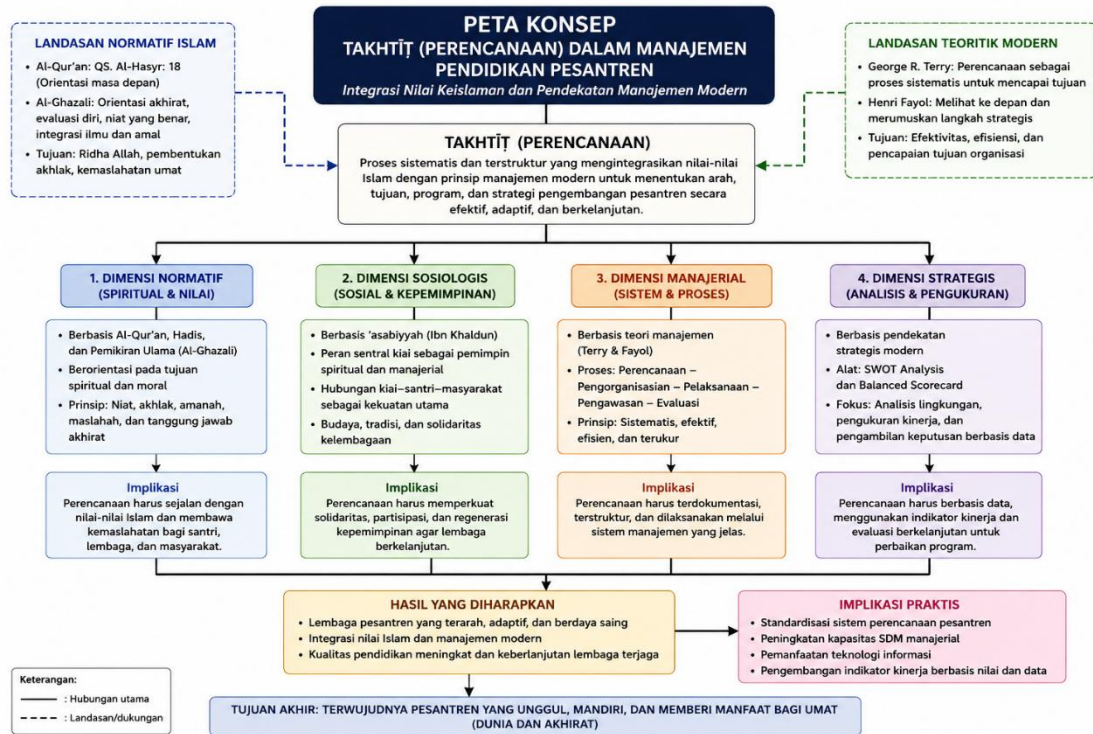 PETA KONSEP
TAKHTĪṬ (PERENCANAAN) DALAM MANAJEMEN
PENDIDIKAN PESANTREN
Integrasi Nilai Keislaman dan Pendekatan Manajemen Modern
LANDASAN NORMATIF ISLAM
• Al-Qur'an: QS. Al-Hasyr: 18
(Orientasi masa depan)
• Al-Ghazali: Orientasi akhirat,
evaluasi diri, niat yang benar,
integrasi ilmu dan amal
• Tujuan: Ridha Allah, pembentukan
akhlak, kemaslahatan umat
LANDASAN TEORITIK MODERN
• George R. Terry: Perencanaan sebagai
proses sistematis untuk mencapai tujuan
• Henri Fayol: Melihat ke depan dan
merumuskan langkah strategis
• Tujuan: Efektivitas, efisiensi, dan
pencapaian tujuan organisasi
TAKHTĪṬ (PERENCANAAN)
Proses sistematis dan terstruktur yang mengintegrasikan nilai-nilai
Islam dengan prinsip manajemen modern untuk menentukan arah,
tujuan, program, dan strategi pengembangan pesantren secara
efektif, adaptif, dan berkelanjutan.
1. DIMENSI NORMATIF
(SPIRITUAL & NILAI)
• Berbasis Al-Qur'an, Hadis,
dan Pemikiran Ulama (Al-Ghazali)
• Berorientasi pada tujuan
spiritual dan moral
• Prinsip: Niat, akhlak, amanah,
maslahah, dan tanggung jawab
akhirat
Implikasi
Perencanaan harus sejalan dengan
nilai-nilai Islam dan membawa
kemaslahatan bagi santri,
lembaga, dan masyarakat.
2. DIMENSI SOSIOLOGIS
(SOSIAL & KEPEMIMPINAN)
• Berbasis 'asabiyyah (Ibn Khaldun)
• Peran sentral kiai sebagai pemimpin
spiritual dan manajerial
• Hubungan kiai–santri–masyarakat
sebagai kekuatan utama
• Budaya, tradisi, dan solidaritas
kelembagaan
Implikasi
Perencanaan harus memperkuat
solidaritas, partisipasi, dan regenerasi
kepemimpinan agar lembaga
berkelanjutan.
3. DIMENSI MANAJERIAL
(SISTEM & PROSES)
• Berbasis teori manajemen
(Terry & Fayol)
• Proses: Perencanaan –
Pengorganisasian – Pelaksanaan –
Pengawasan – Evaluasi
• Prinsip: Sistematis, efektif,
efisien, dan terukur
Implikasi
Perencanaan harus terdokumentasi,
terstruktur, dan dilaksanakan melalui
sistem manajemen yang jelas.
4. DIMENSI STRATEGIS
(ANALISIS & PENGUKURAN)
• Berbasis pendekatan
strategis modern
• Alat: SWOT Analysis
dan Balanced Scorecard
• Fokus: Analisis lingkungan,
pengukuran kinerja, dan
pengambilan keputusan berbasis data
Implikasi
Perencanaan harus berbasis data,
menggunakan indikator kinerja dan
evaluasi berkelanjutan untuk
perbaikan program.
HASIL YANG DIHARAPKAN
• Lembaga pesantren yang terarah, adaptif, dan berdaya saing
• Integrasi nilai Islam dan manajemen modern
• Kualitas pendidikan meningkat dan keberlanjutan lembaga terjaga
IMPLIKASI PRAKTIS
• Standardisasi sistem perencanaan pesantren
• Peningkatan kapasitas SDM manajerial
• Pemanfaatan teknologi informasi
• Pengembangan indikator kinerja berbasis nilai dan data
Keterangan:
: Hubungan utama
: Landasan/dukungan
TUJUAN AKHIR: TERWUJUDNYA PESANTREN YANG UNGGUL, MANDIRI, DAN MEMBERI MANFAAT BAGI UMAT
(DUNIA DAN AKHIRAT)